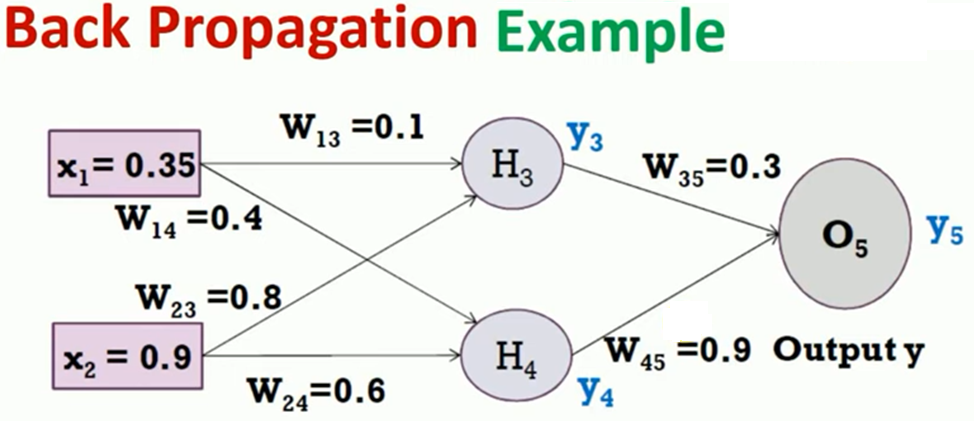 Back Propagation Example
W₁₃ =0.1
y₃
x₁= 0.35
H₃
W₃₅=0.3
W₁₄ =0.4
O₅
y₅
W₂₃ =0.8
x₂ = 0.9
H₄
W₄₅ =0.9 Output y
W₂₄=0.6
y₄